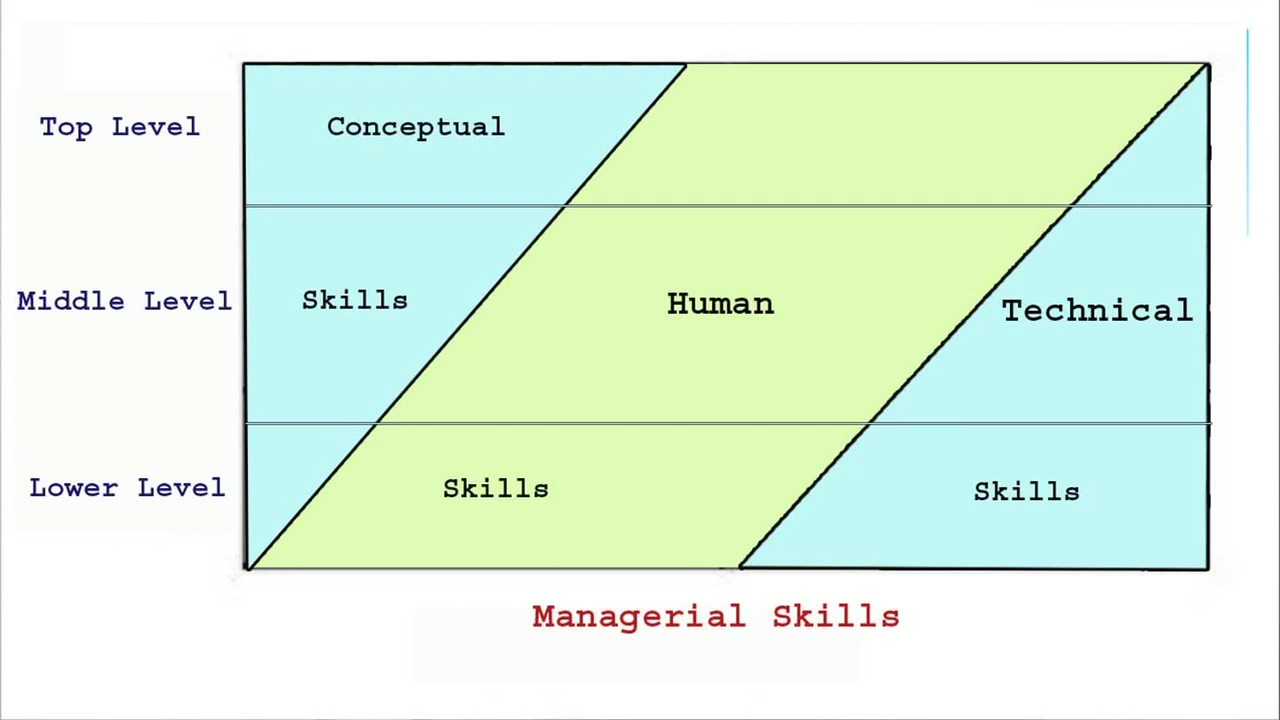 Top Level
Conceptual
Middle Level
Skills
Human
Technical
Lower Level
Skills
Skills
Managerial Skills